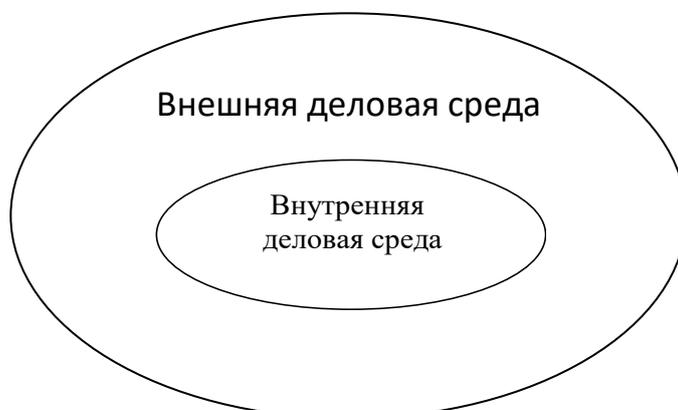 Внешняя деловая среда
Внутренняя
деловая среда